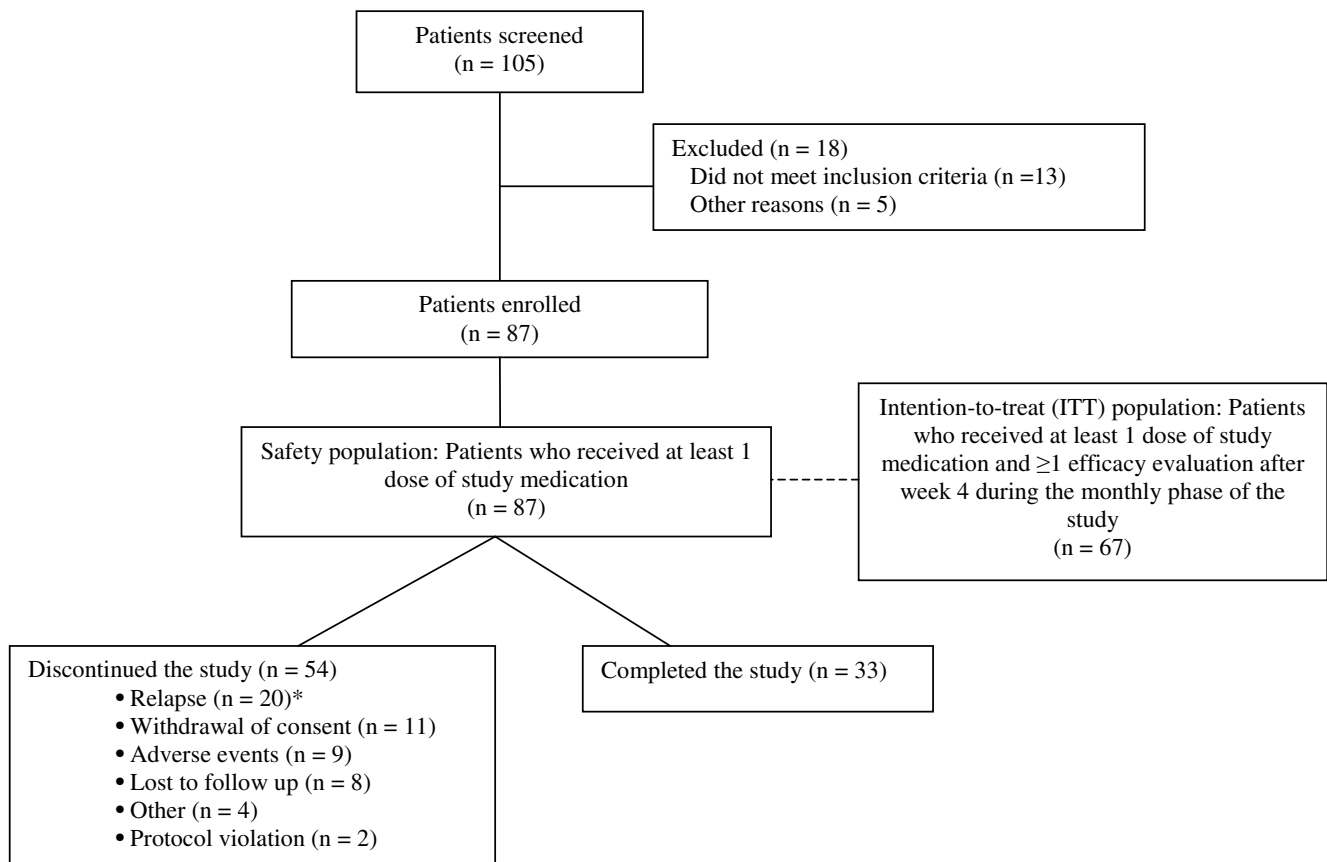 Patients screened
(n = 105)
Excluded (n = 18)
Did not meet inclusion criteria (n =13)
Other reasons (n = 5)
Patients enrolled
(n = 87)
Safety population: Patients who received at least 1
dose of study medication
(n = 87)
Intention-to-treat (ITT) population: Patients
who received at least 1 dose of study
medication and ≥1 efficacy evaluation after
week 4 during the monthly phase of the
study
(n = 67)
Discontinued the study (n = 54)
• Relapse (n = 20)*
• Withdrawal of consent (n = 11)
• Adverse events (n = 9)
• Lost to follow up (n = 8)
• Other (n = 4)
• Protocol violation (n = 2)
Completed the study (n = 33)